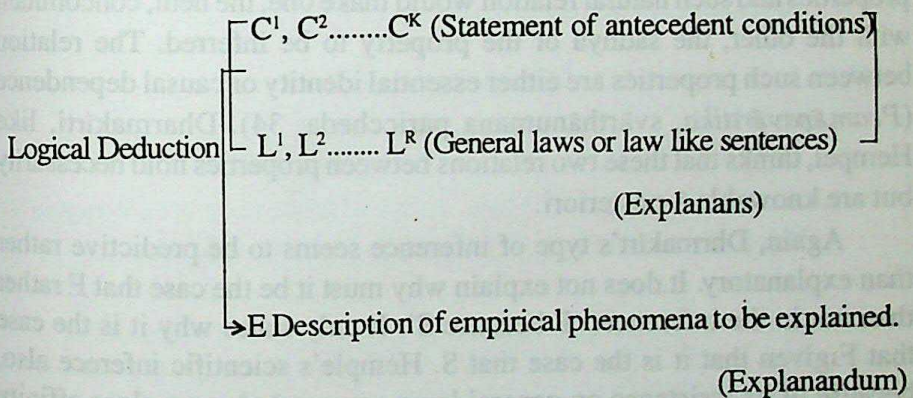 C¹, C²........Cᴷ (Statement of antecedent conditions)
Logical Deduction L¹, L²........ Lᴿ (General laws or law like sentences)
(Explanans)
E Description of empirical phenomena to be explained.
(Explanandum)